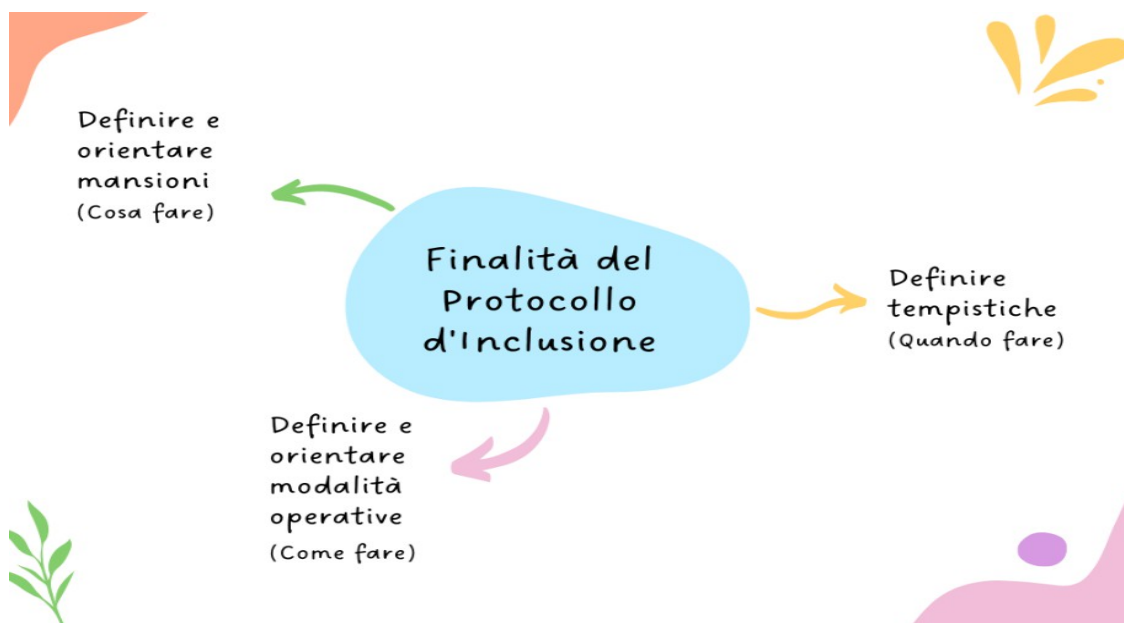 Definire e
orientare
mansioni
(Cosa fare)
Finalità del
Protocollo
d'Inclusione
Definire
tempistiche
(Quando fare)
Definire e
orientare
modalità
operative
(Come fare)